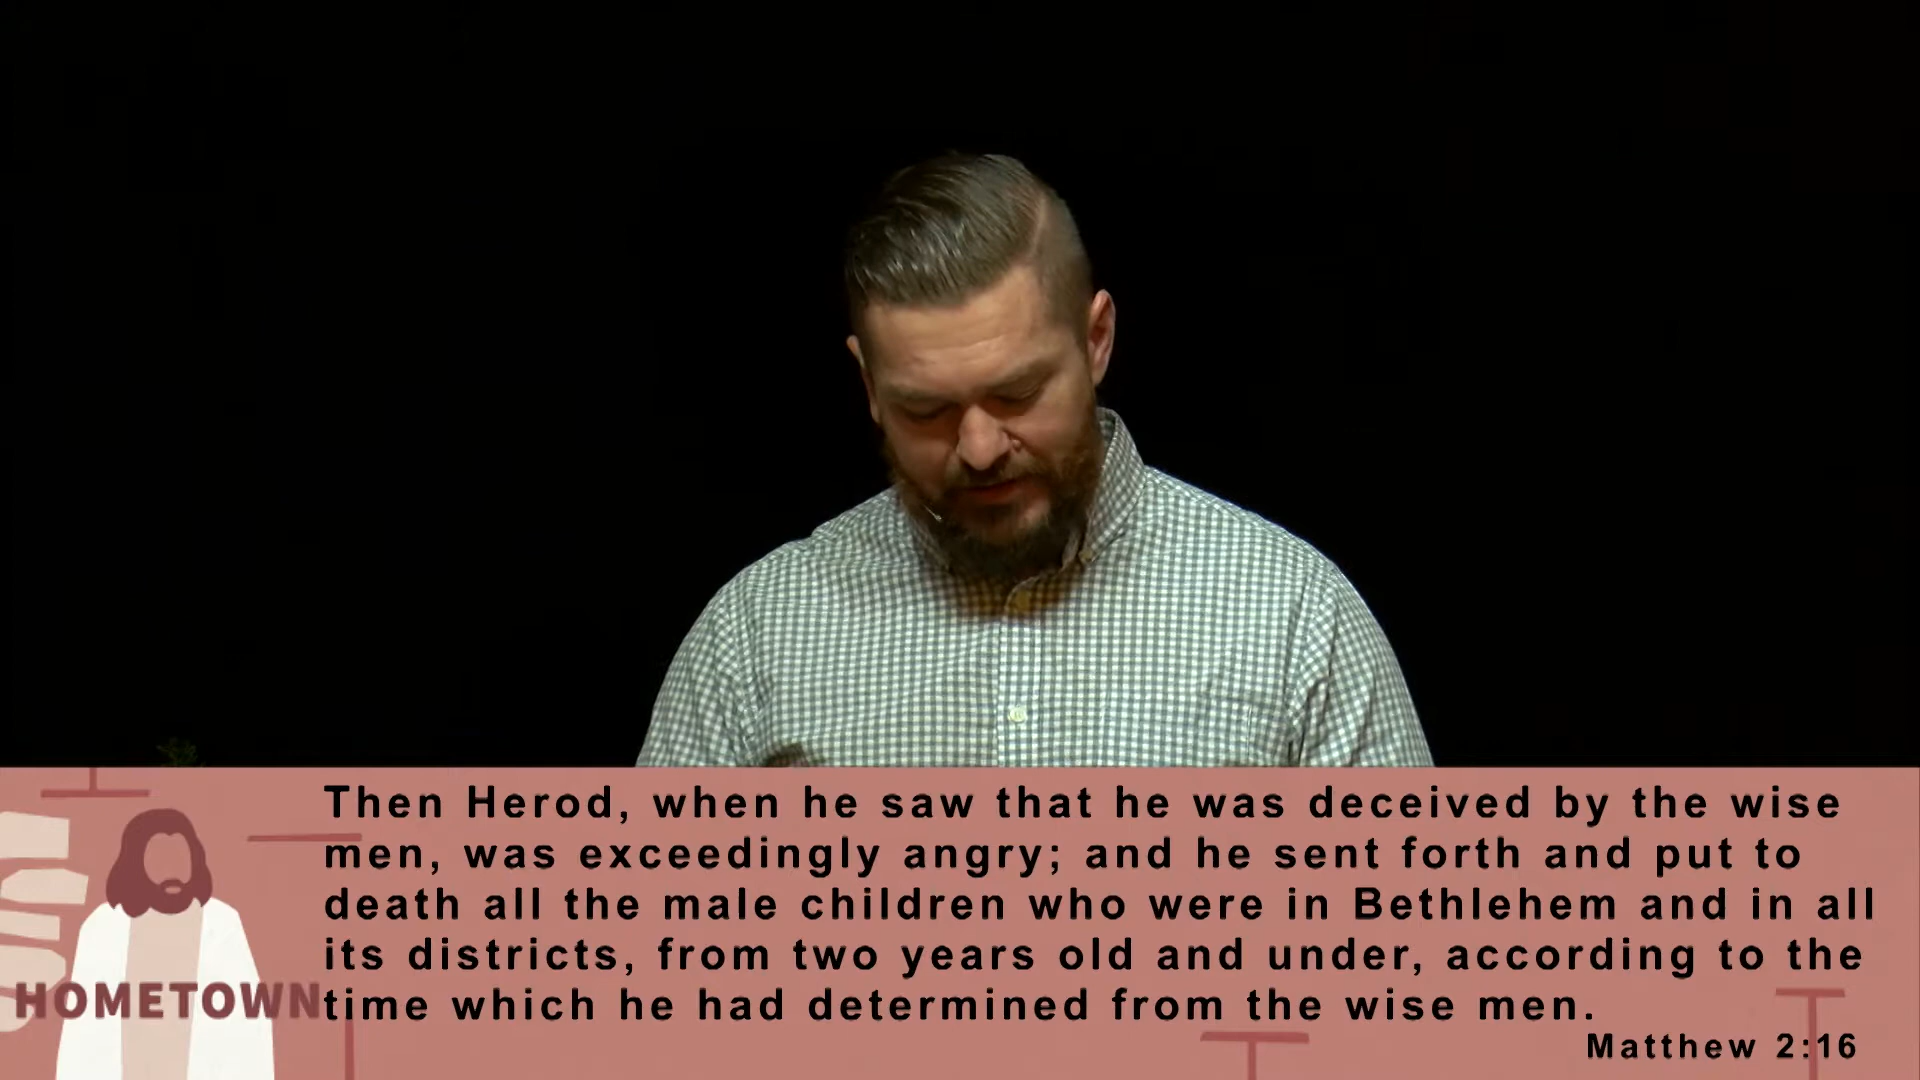 Then Herod, when he saw that he was deceived by the wise
men, was exceedingly angry; and he sent forth and put to
death all the male children who were in Bethlehem and in all
its districts, from two years old and under, according to the
time which he had determined from the wise men.
HOMETOWN
Matthew 2:16